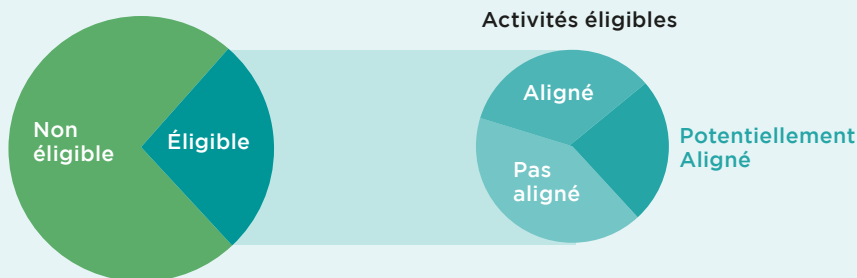 Activités éligibles
Non
éligible
Éligible
Aligné
Potentiellement
Aligné
Pas
aligné